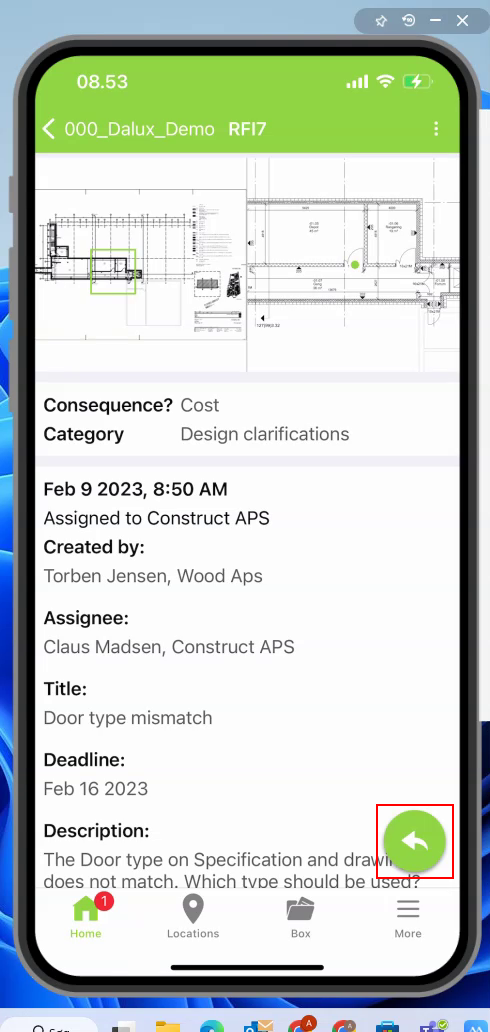 08.53
000_Dalux_Demo RFI7
Consequence? Cost
Category Design clarifications
Feb 9 2023, 8:50 AM
Assigned to Construct APS
Created by:
Torben Jensen, Wood Aps
Assignee:
Claus Madsen, Construct APS
Title:
Door type mismatch
Deadline:
Feb 16 2023
Description:
The Door type on Specification and drawi
does not match. Which type should be used?
1
Home Locations Box More